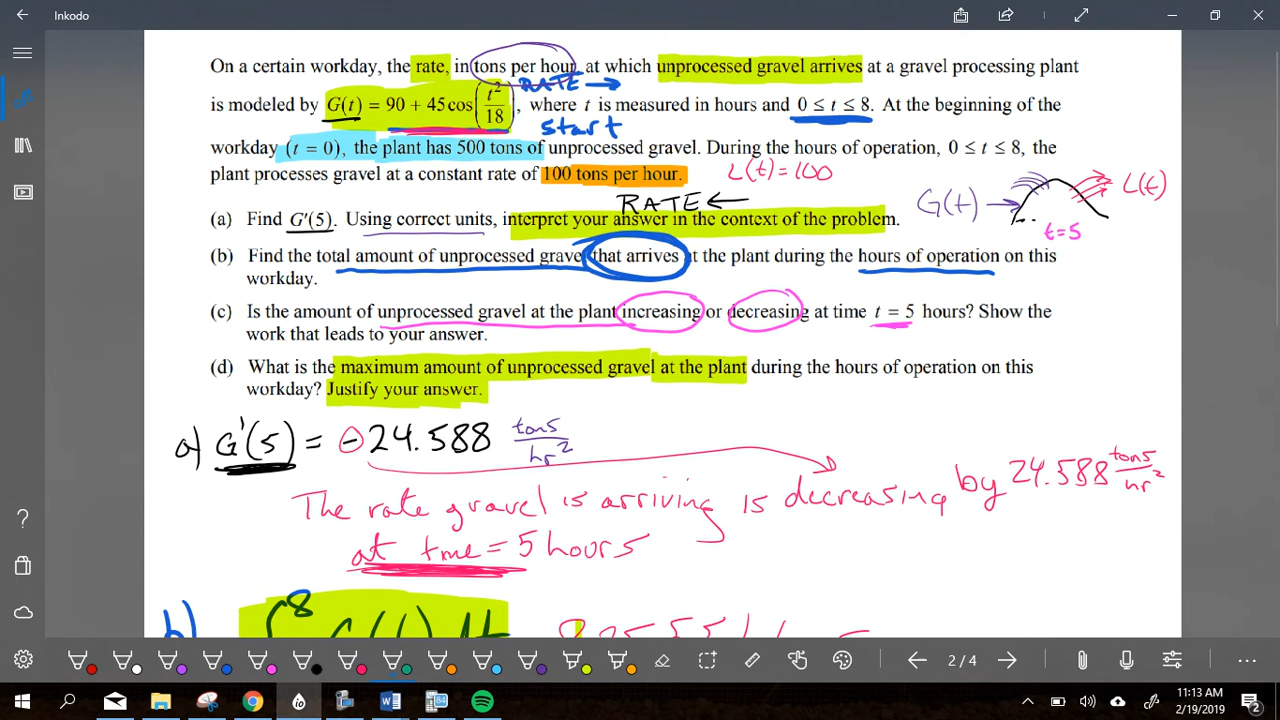 Inkodo
On a certain workday, the rate, in tons per hour, at which unprocessed gravel arrives at a gravel processing plant
RATE →
is modeled by G(t) = 90 + 45cos(t²/18), where t is measured in hours and 0 ≤ t ≤ 8. At the beginning of the
start
workday (t = 0), the plant has 500 tons of unprocessed gravel. During the hours of operation, 0 ≤ t ≤ 8, the
plant processes gravel at a constant rate of 100 tons per hour. L(t)=100
RATE ← G(t) → L(t)
(a) Find G′(5). Using correct units, interpret your answer in the context of the problem.
t=5
(b) Find the total amount of unprocessed gravel that arrives at the plant during the hours of operation on this
workday.
(c) Is the amount of unprocessed gravel at the plant increasing or decreasing at time t = 5 hours? Show the
work that leads to your answer.
(d) What is the maximum amount of unprocessed gravel at the plant during the hours of operation on this
workday? Justify your answer.
a) G'(5) = -24.588 tons/hr²
The rate gravel is arriving is decreasing by 24.588 tons/hr²
at time = 5 hours
b) ∫8 G(t) dt
2 / 4
11:13 AM
2/19/2019